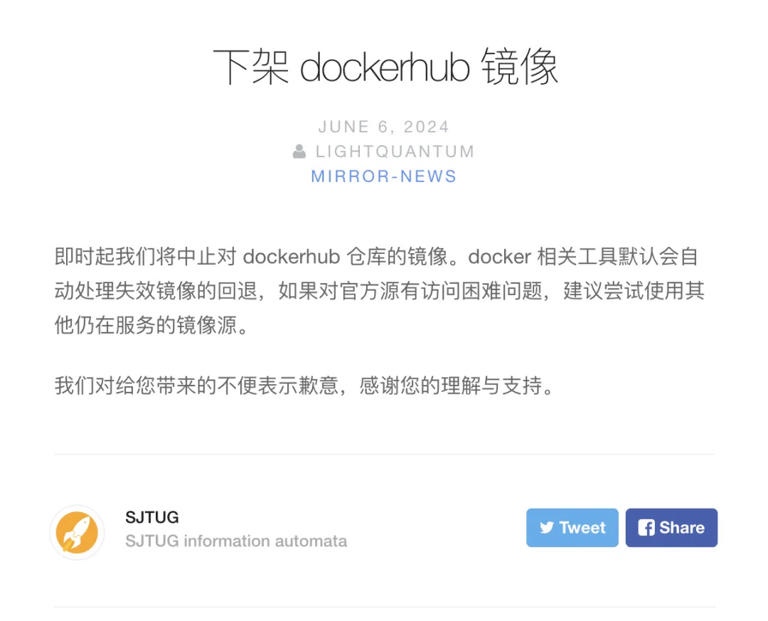 下架 dockerhub 镜像
JUNE 6, 2024
LIGHTQUANTUM
MIRROR-NEWS
即时起我们将中止对 dockerhub 仓库的镜像。docker 相关工具默认会自
动处理失效镜像的回退，如果对官方源有访问困难问题，建议尝试使用其
他仍在服务的镜像源。
我们对给您带来的不便表示歉意，感谢您的理解与支持。
SJTUG
SJTUG information automata
Tweet
Share